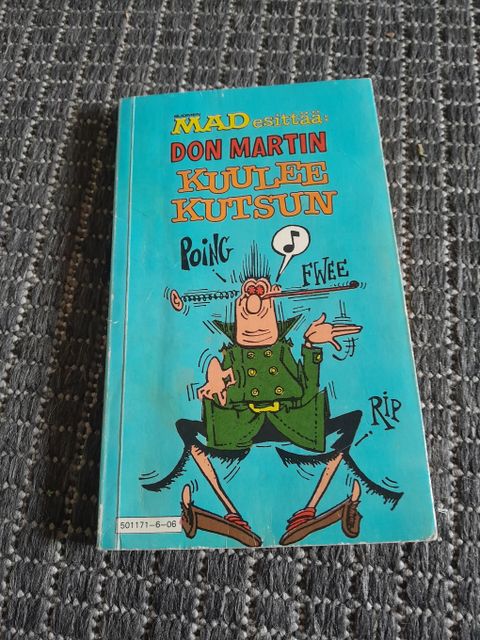 MAD esittää:
DON MARTIN
KUULEE
KUTSUN
POING
FWEE
RIP
501171-6-06